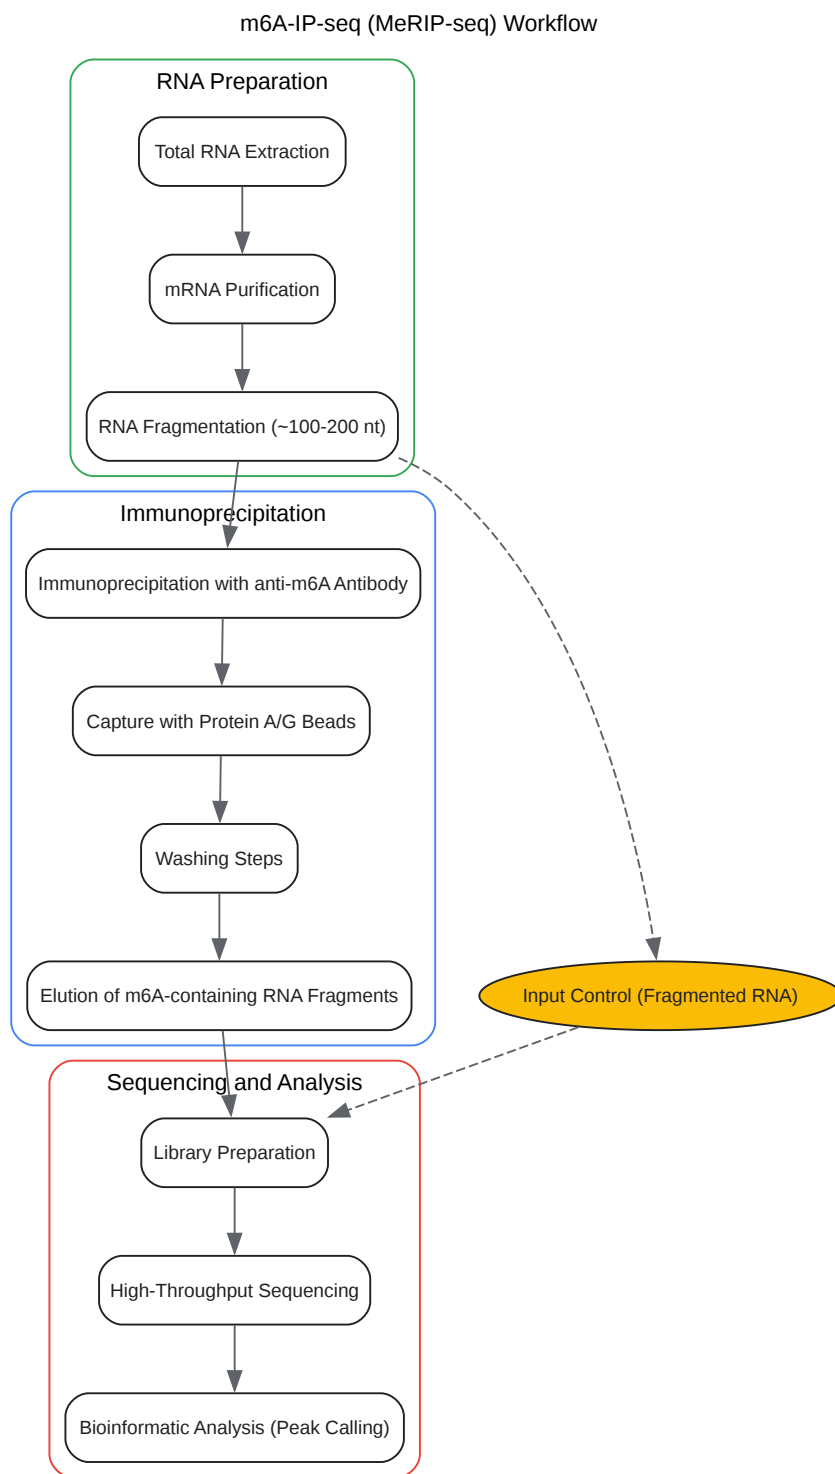 m6A-IP-seq (MeRIP-seq) Workflow
RNA Preparation
Total RNA Extraction
mRNA Purification
RNA Fragmentation (~100-200 nt)
Immunoprecipitation
Immunoprecipitation with anti-m6A Antibody
Capture with Protein A/G Beads
Washing Steps
Elution of m6A-containing RNA Fragments
Input Control (Fragmented RNA)
Sequencing and Analysis
Library Preparation
High-Throughput Sequencing
Bioinformatic Analysis (Peak Calling)